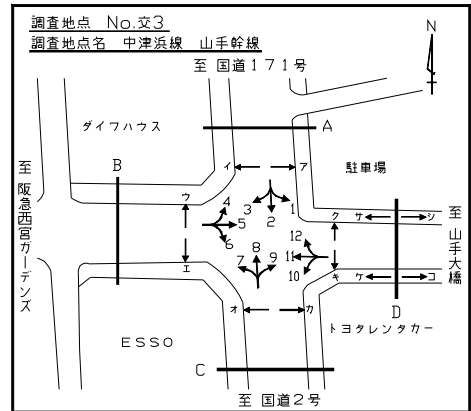 調査地点 No.交3
調査地点名 中津浜線 山手幹線
N
至 国道171号
ダイワハウス
A
駐車場
B
イ
ア
至 阪急西宮ガーデンズ
ウ
4
3
2
1
5
6
ク
サ
シ
至 山手大橋
12
11
10
エ
7
8
9
キ
ケ
コ
オ
カ
D
トヨタレンタカー
ESSO
C
至 国道2号